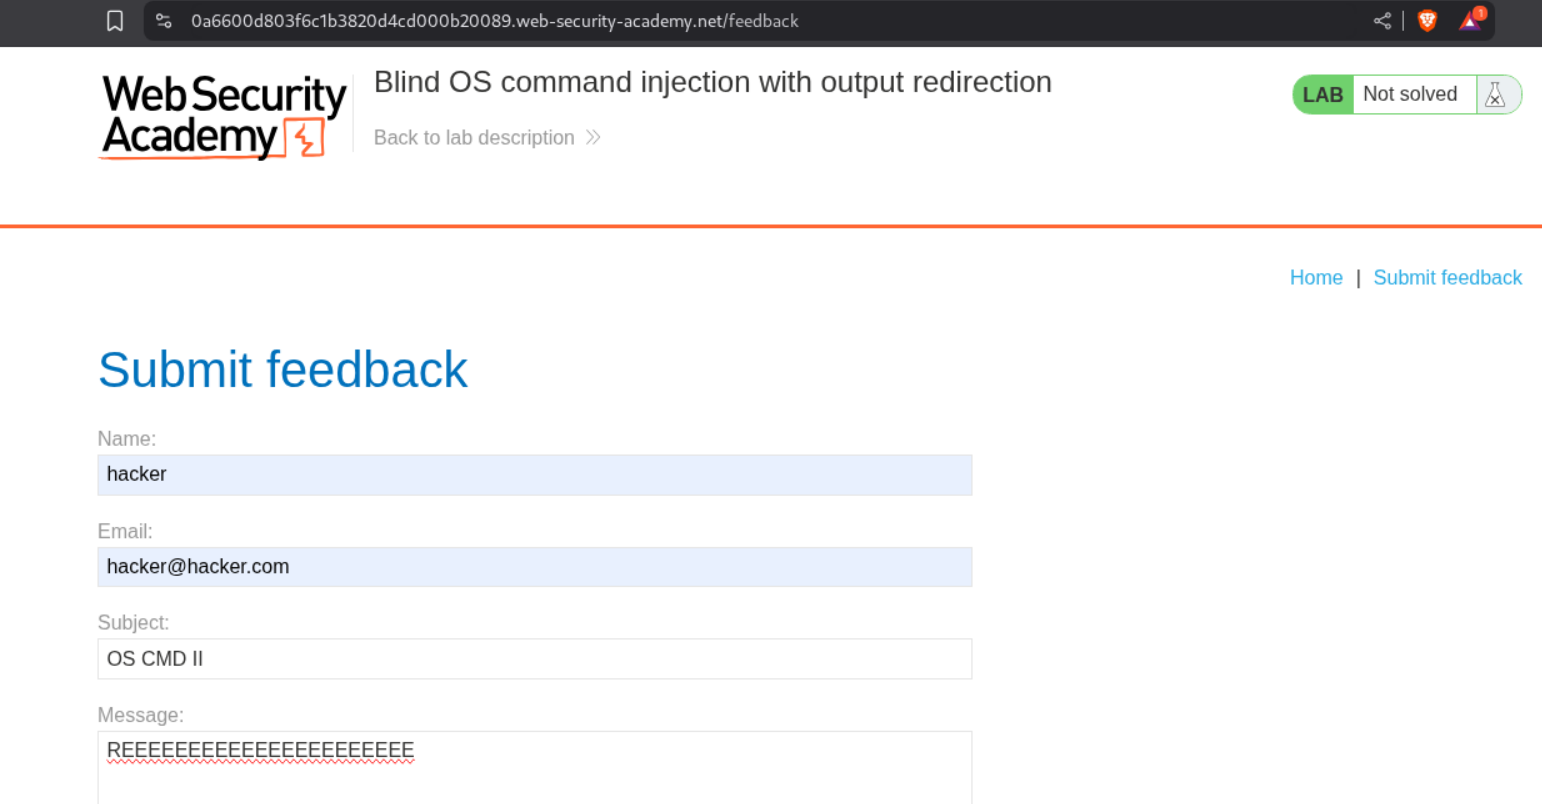 0a6600d803f6c1b3820d4cd000b20089.web-security-academy.net/feedback
1
Web Security
Academy
Blind OS command injection with output redirection
Back to lab description
LAB Not solved
Home | Submit feedback
Submit feedback
Name:
hacker
Email:
hacker@hacker.com
Subject:
OS CMD II
Message:
REEEEEEEEEEEEEEEEEEEEEEE